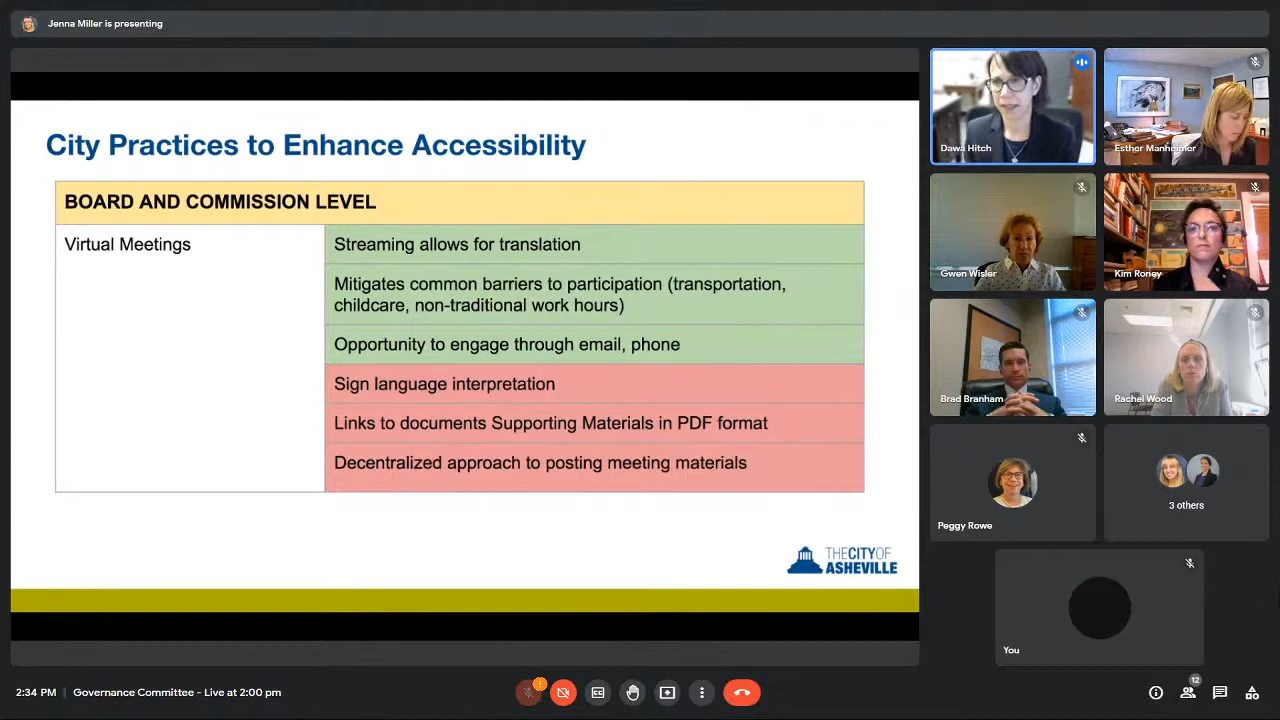 Jenna Miller is presenting
City Practices to Enhance Accessibility
BOARD AND COMMISSION LEVEL
Virtual Meetings
Streaming allows for translation
Mitigates common barriers to participation (transportation,
childcare, non-traditional work hours)
Opportunity to engage through email, phone
Sign language interpretation
Links to documents Supporting Materials in PDF format
Decentralized approach to posting meeting materials
THE CITY OF
ASHEVILLE
Dawa Hitch
Esther Manheimer
Gwen Wisler
Kim Roney
Brad Branham
Rachel Wood
Peggy Rowe
3 others
You
2:34 PM | Governance Committee - Live at 2:00 pm
12